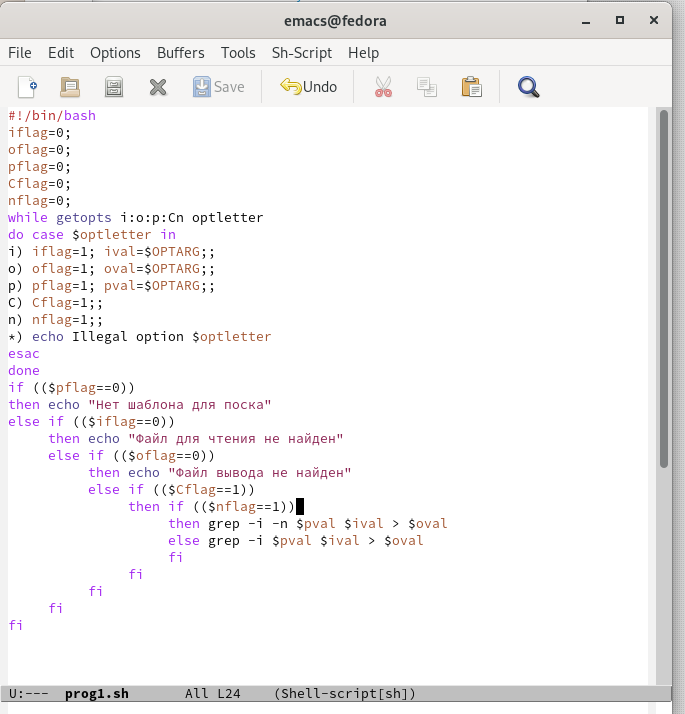 emacs@fedora
File Edit Options Buffers Tools Sh-Script Help
Save Undo
#!/bin/bash
iflag=0;
oflag=0;
pflag=0;
Cflag=0;
nflag=0;
while getopts i:o:p:Cn optletter
do case $optletter in
i) iflag=1; ival=$OPTARG;;
o) oflag=1; oval=$OPTARG;;
p) pflag=1; pval=$OPTARG;;
C) Cflag=1;;
n) nflag=1;;
*) echo Illegal option $optletter
esac
done
if (($pflag==0))
then echo "Нет шаблона для поска"
else if (($iflag==0))
     then echo "Файл для чтения не найден"
     else if (($oflag==0))
          then echo "Файл вывода не найден"
          else if (($Cflag==1))
               then if (($nflag==1))
                    then grep -i -n $pval $ival > $oval
                    else grep -i $pval $ival > $oval
                    fi
               fi
          fi
     fi
fi
U:--- prog1.sh All L24 (Shell-script[sh])